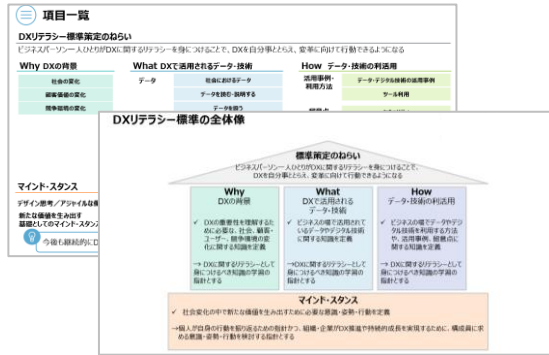 項目一覧
DXリテラシー標準策定のねらい
ビジネスパーソン一人ひとりがDXに関するリテラシーを身につけることで、DXを自分事ととらえ、変革に向けて行動できるようになる
Why DXの背景
What DXで活用されるデータ・技術
How データ・技術の利活用
社会の変化
顧客価値の変化
競争環境の変化
データ
社会におけるデータ
データを読む・説明する
データを扱う
活用事例・
利用方法
データ・デジタル技術の活用事例
ツール利用
マインド・スタンス
デザイン思考/アジャイルな働
新たな価値を生み出す
基礎としてのマインド・スタンス
今後も継続的にD
DXリテラシー標準の全体像
標準策定のねらい
ビジネスパーソン一人ひとりがDXに関するリテラシーを身につけることで、
DXを自分事ととらえ、変革に向けて行動できるようになる
Why
DXの背景
✓ DXの重要性を理解するた
めに必要な、社会、顧客・
ユーザー、競争環境の変
化に関する知識を定義
→ DXに関するリテラシーとして
身につけるべき知識の学習の
指針とする
What
DXで活用される
データ・技術
✓ ビジネスの場で活用されて
いるデータやデジタル技術
に関する知識を定義
→DXに関するリテラシーとして
身につけるべき知識の学習の
指針とする
How
データ・技術の利活用
✓ ビジネスの場でデータやデジ
タル技術を利用する方法
や、活用事例、留意点に
関する知識を定義
→ DXに関するリテラシーとして
身につけるべき知識の学習の
指針とする
マインド・スタンス
✓ 社会変化の中で新たな価値を生み出すために必要な意識・姿勢・行動を定義
→個人が自身の行動を振り返るための指針かつ、組織・企業がDX推進や持続的成長を実現するために、構成員に求
める意識・姿勢・行動を検討する指針とする